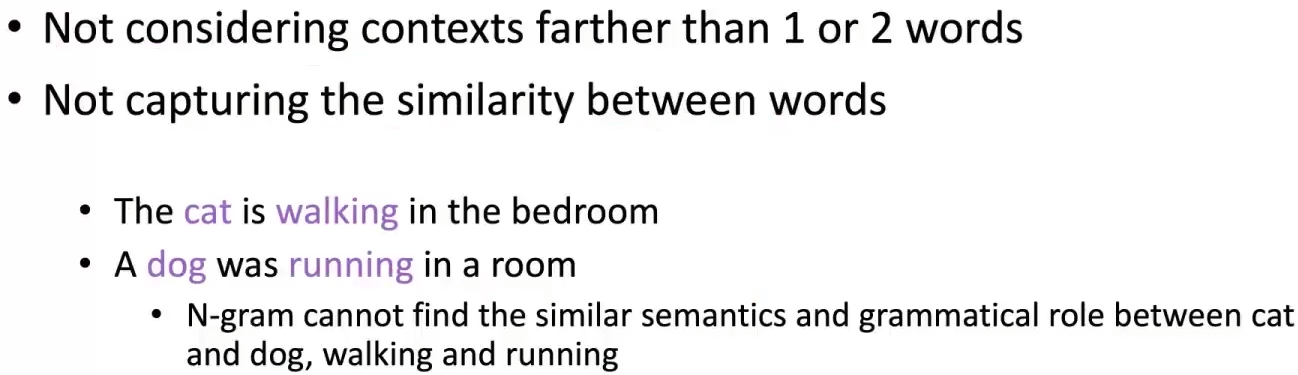 • Not considering contexts farther than 1 or 2 words
• Not capturing the similarity between words
• The cat is walking in the bedroom
• A dog was running in a room
• N-gram cannot find the similar semantics and grammatical role between cat
and dog, walking and running